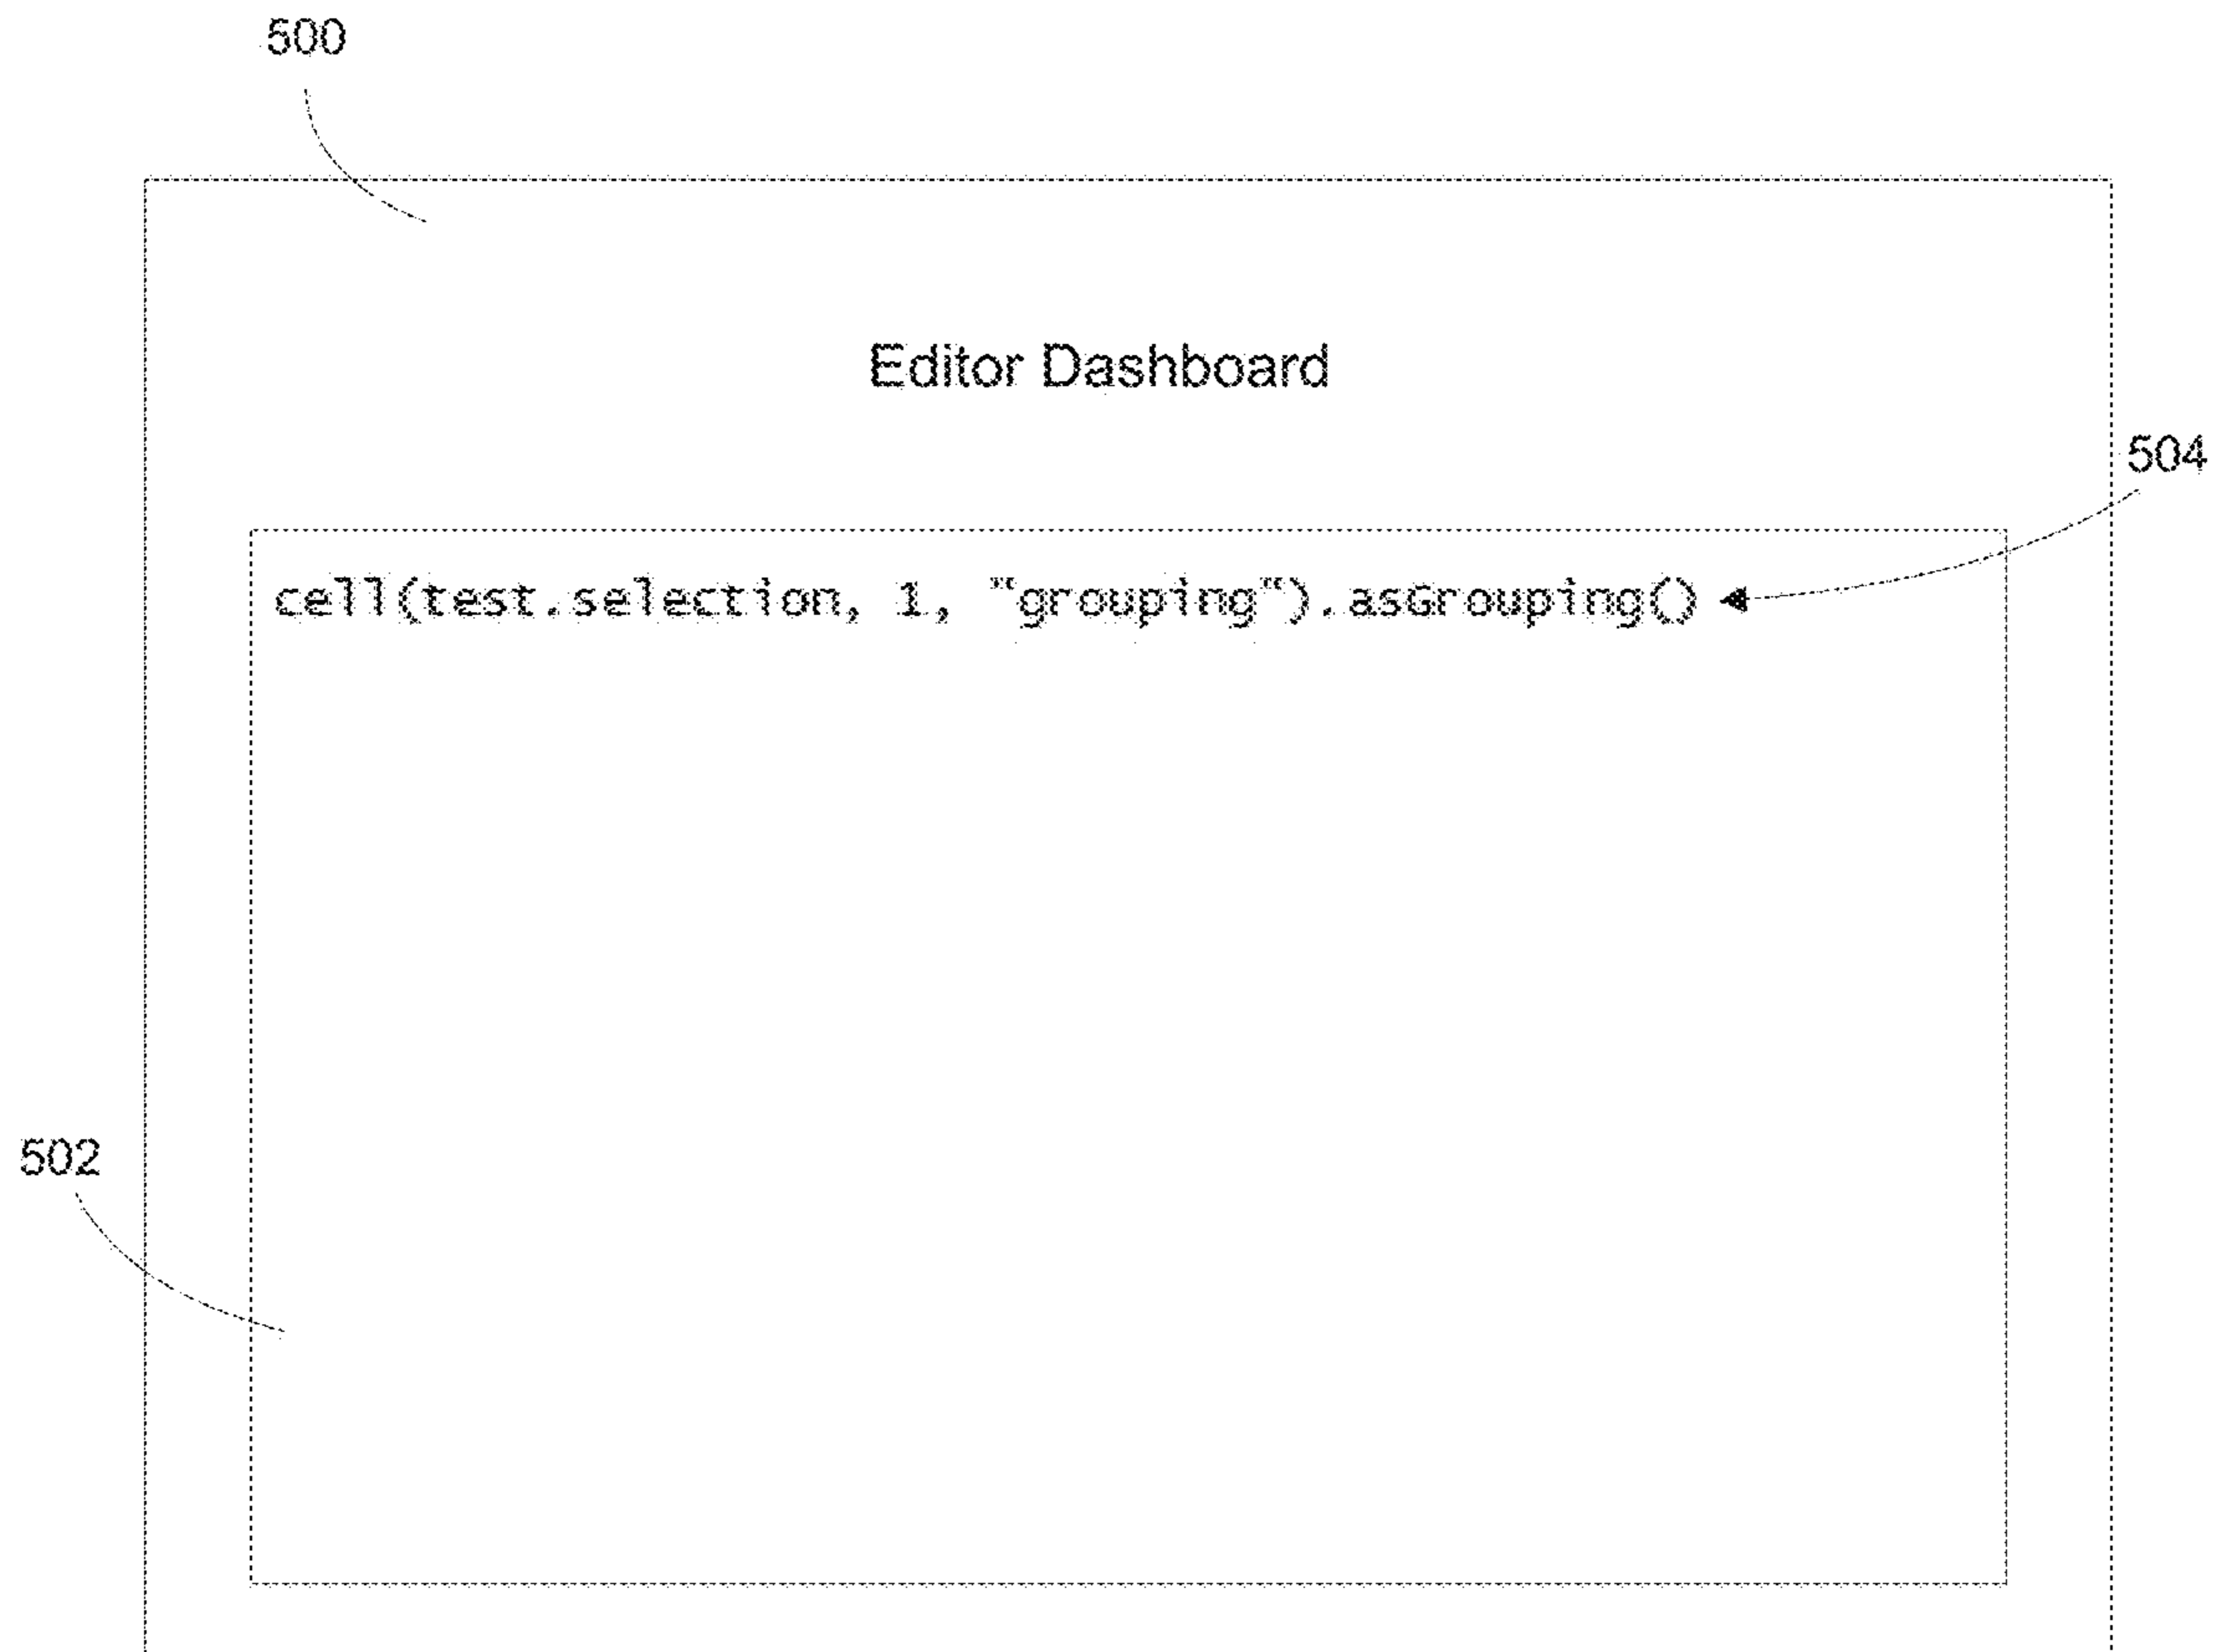 500
Editor Dashboard
504
cell(test.selection, 1, "grouping").asGrouping()
502